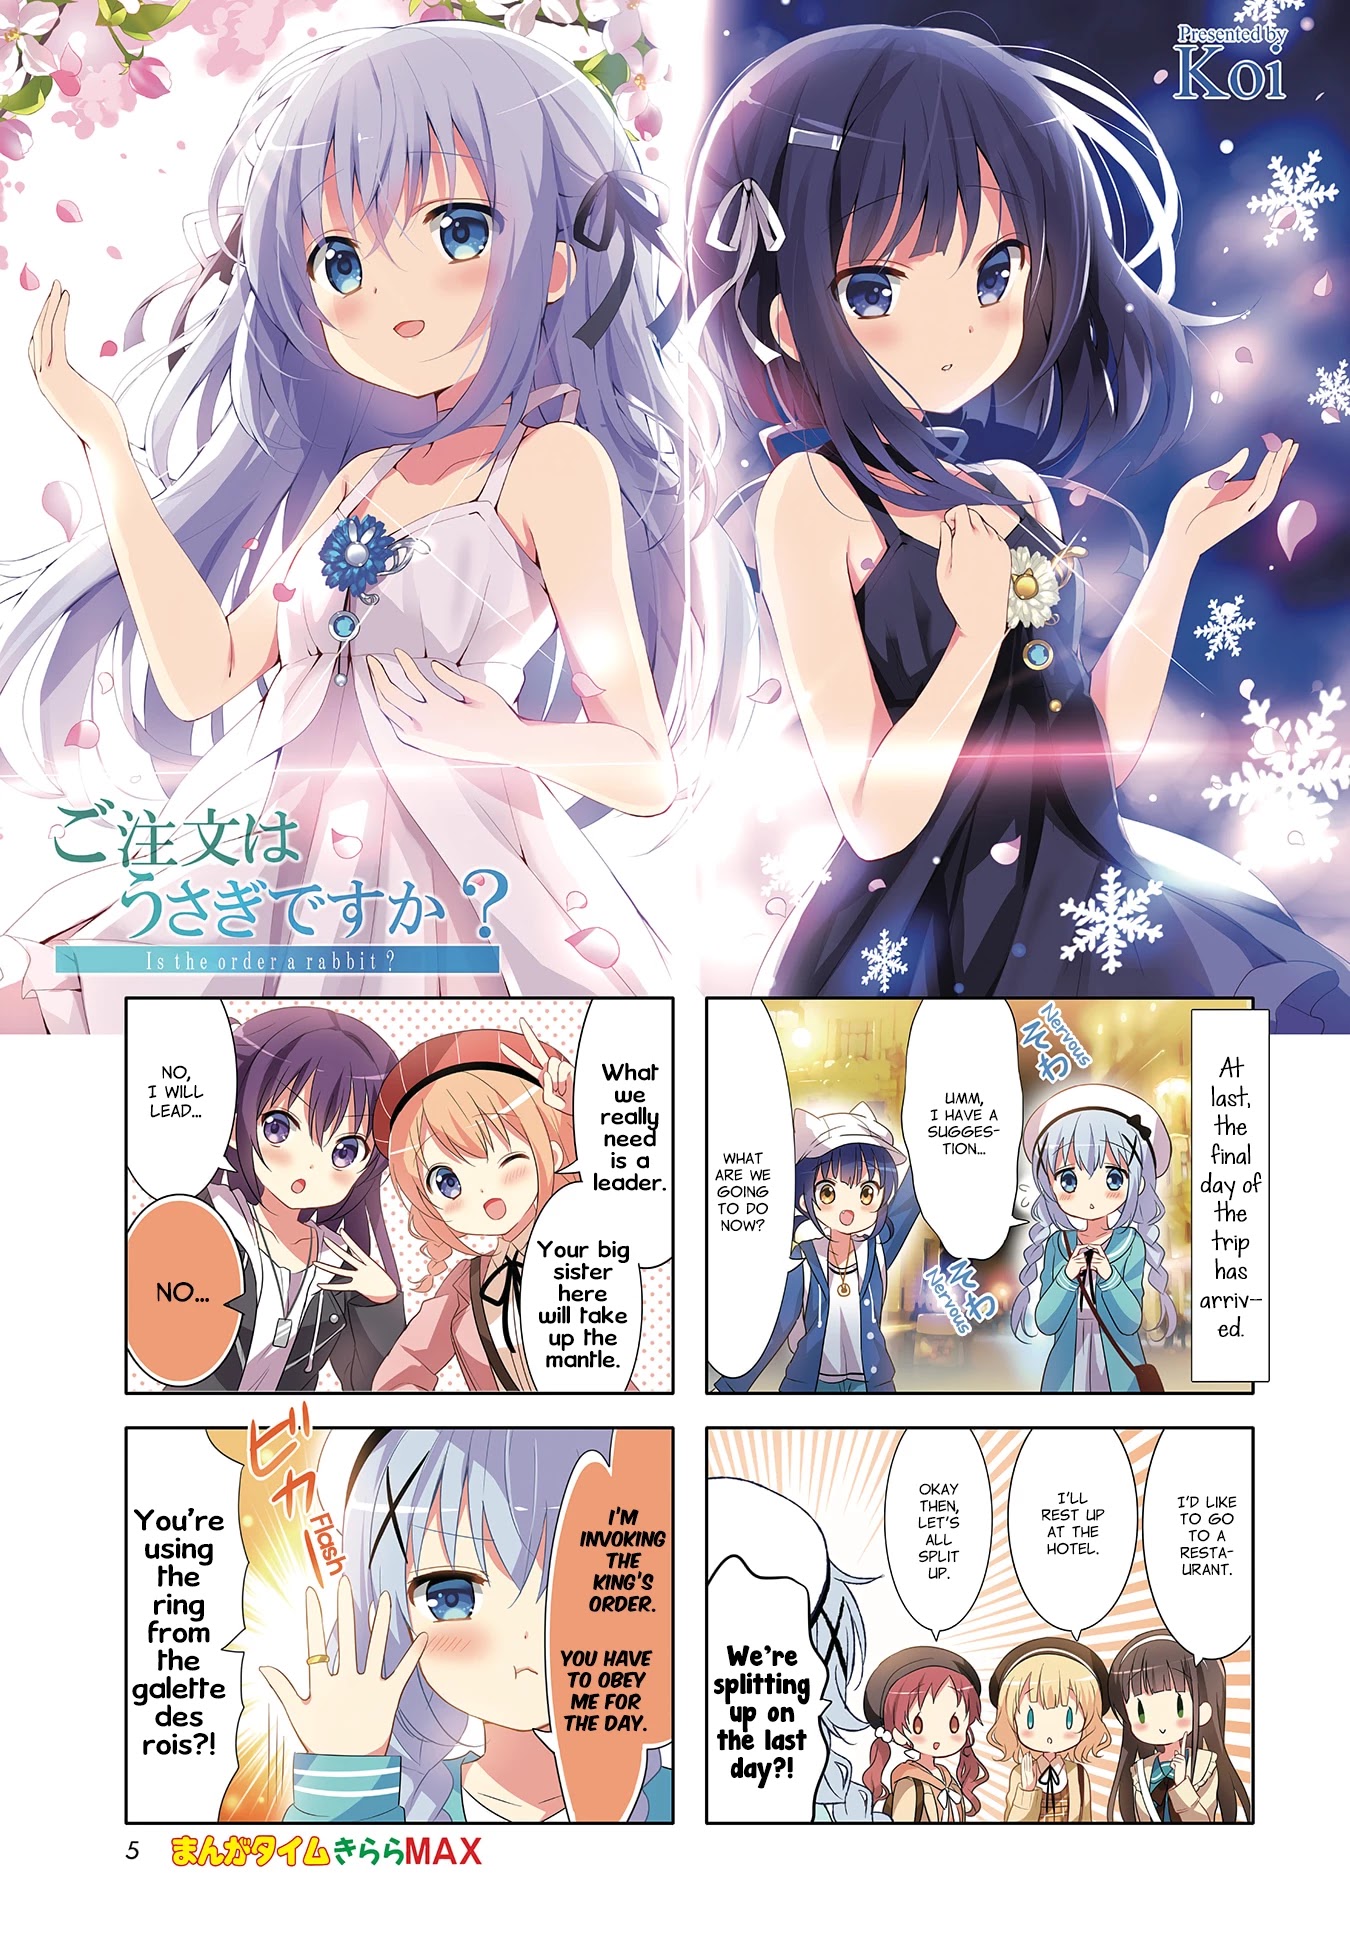 Presented by
Koi
ご注文は
うさぎですか？
Is the order a rabbit?
At
last,
the
final
day of
the
trip
has
arriv--
ed.
Nervous
そわ
UMM,
I HAVE A
SUGGES-
TION...
そわ
Nervous
WHAT
ARE WE
GOING
TO DO
NOW?
I'D LIKE
TO GO
TO A
RESTA-
URANT.
I'LL
REST UP
AT THE
HOTEL.
OKAY
THEN,
LET'S
ALL
SPLIT
UP.
We're
splitting
up on
the last
day?!
What
we
really
need
is a
leader.
Your big
sister
here
will take
up the
mantle.
NO,
I WILL
LEAD...
NO...
I'M
INVOKING
THE
KING'S
ORDER.
YOU HAVE
TO OBEY
ME FOR
THE DAY.
ビカ
Flash
You're
using
the
ring
from
the
galette
des
rois?!
5
まんがタイムきららMAX